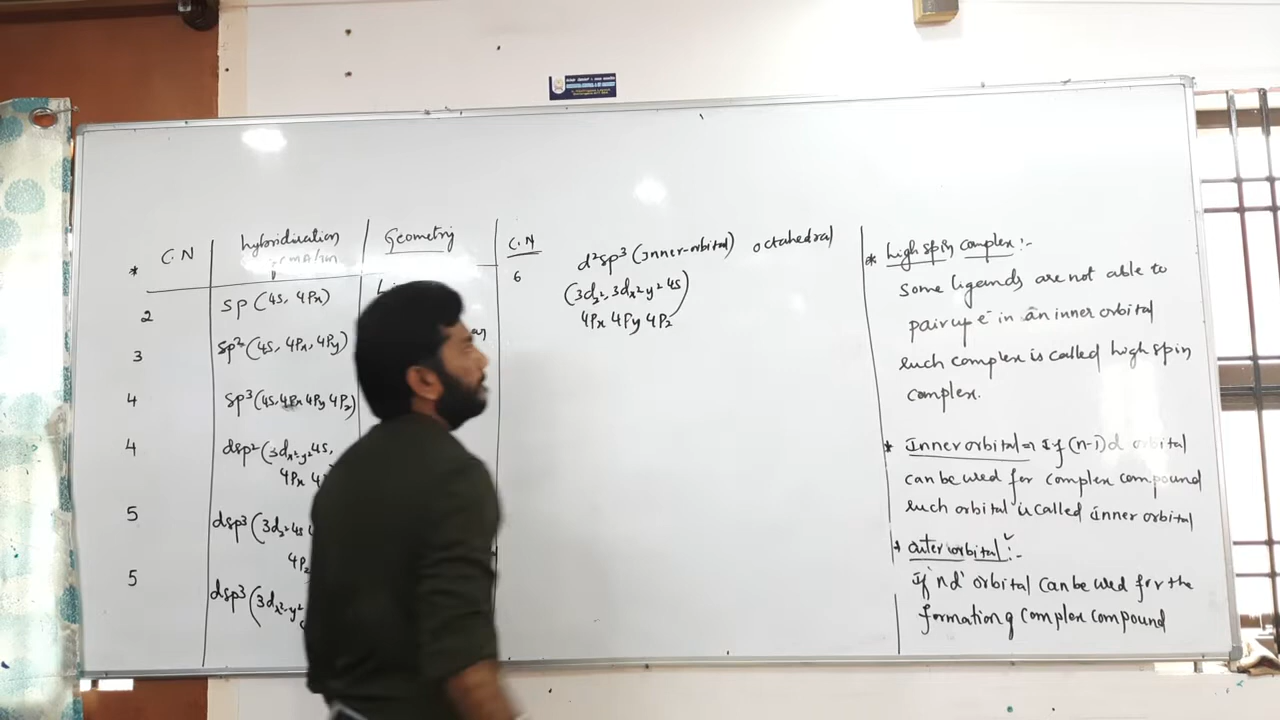 C.N
hybridisation
Geometry
*
2
sp (4s, 4Px)
3
sp² (4s, 4Px, 4Py)
4
sp³ (4s, 4Px 4Py 4Pz)
4
dsp² (3dx²-y² 4s,
4Px
5
dsp³ (3dz² 4s
4Pz
5
dsp³ (3dx²-y²
C.N
6
d²sp³ (Inner-orbital) octahedral
(3dz², 3dx²y² 4s
4Px 4Py 4Pz)
* high spin complex :-
Some ligands are not able to
pair up e⁻ in an inner orbital
such complex is called high spin
complex.
* Inner orbital → If (n-1)d orbital
can be used for complex compound
such orbital is called inner orbital
* outer orbital :-
If 'nd' orbital can be used for the
formation of complex compound